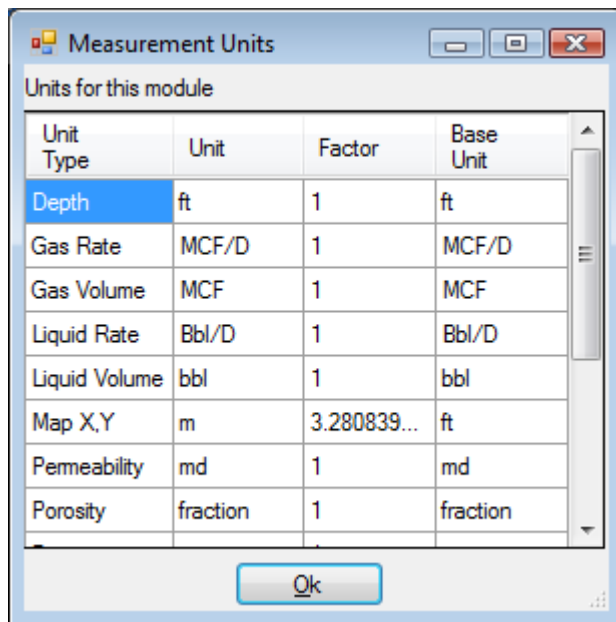 Measurement Units
Units for this module
Unit Type Unit Factor Base Unit
Depth ft 1 ft
Gas Rate MCF/D 1 MCF/D
Gas Volume MCF 1 MCF
Liquid Rate Bbl/D 1 Bbl/D
Liquid Volume bbl 1 bbl
Map X,Y m 3.280839... ft
Permeability md 1 md
Porosity fraction 1 fraction
Ok